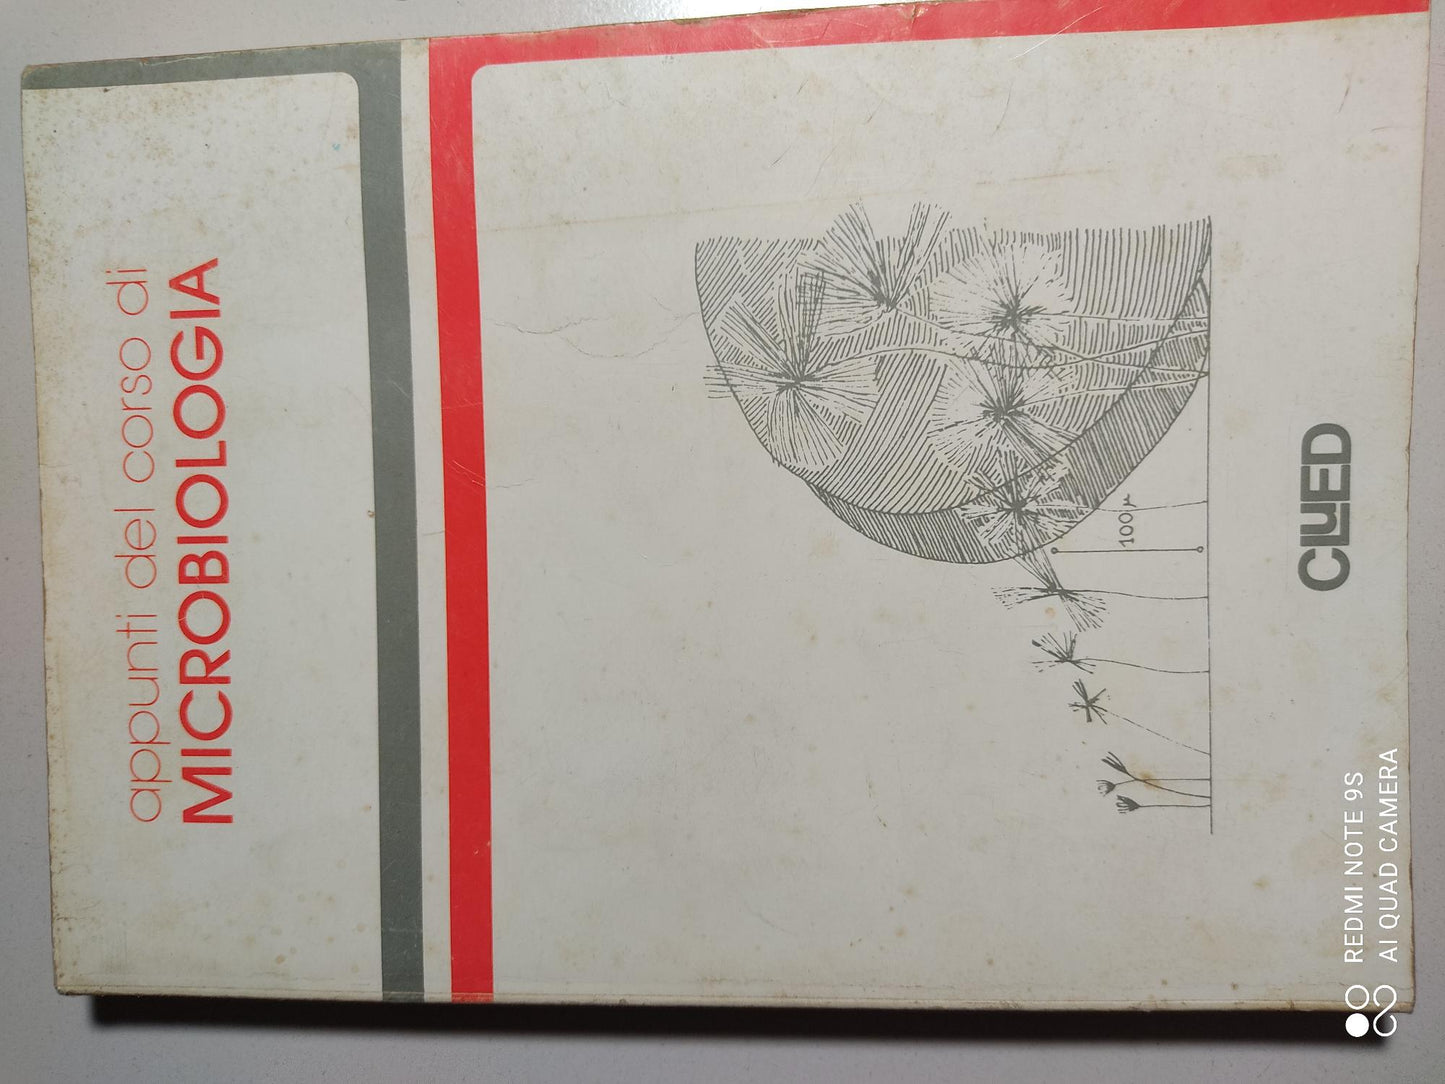 appunti del corso di
MICROBIOLOGIA
100 μ
CLUED
REDMI NOTE 9S
AI QUAD CAMERA